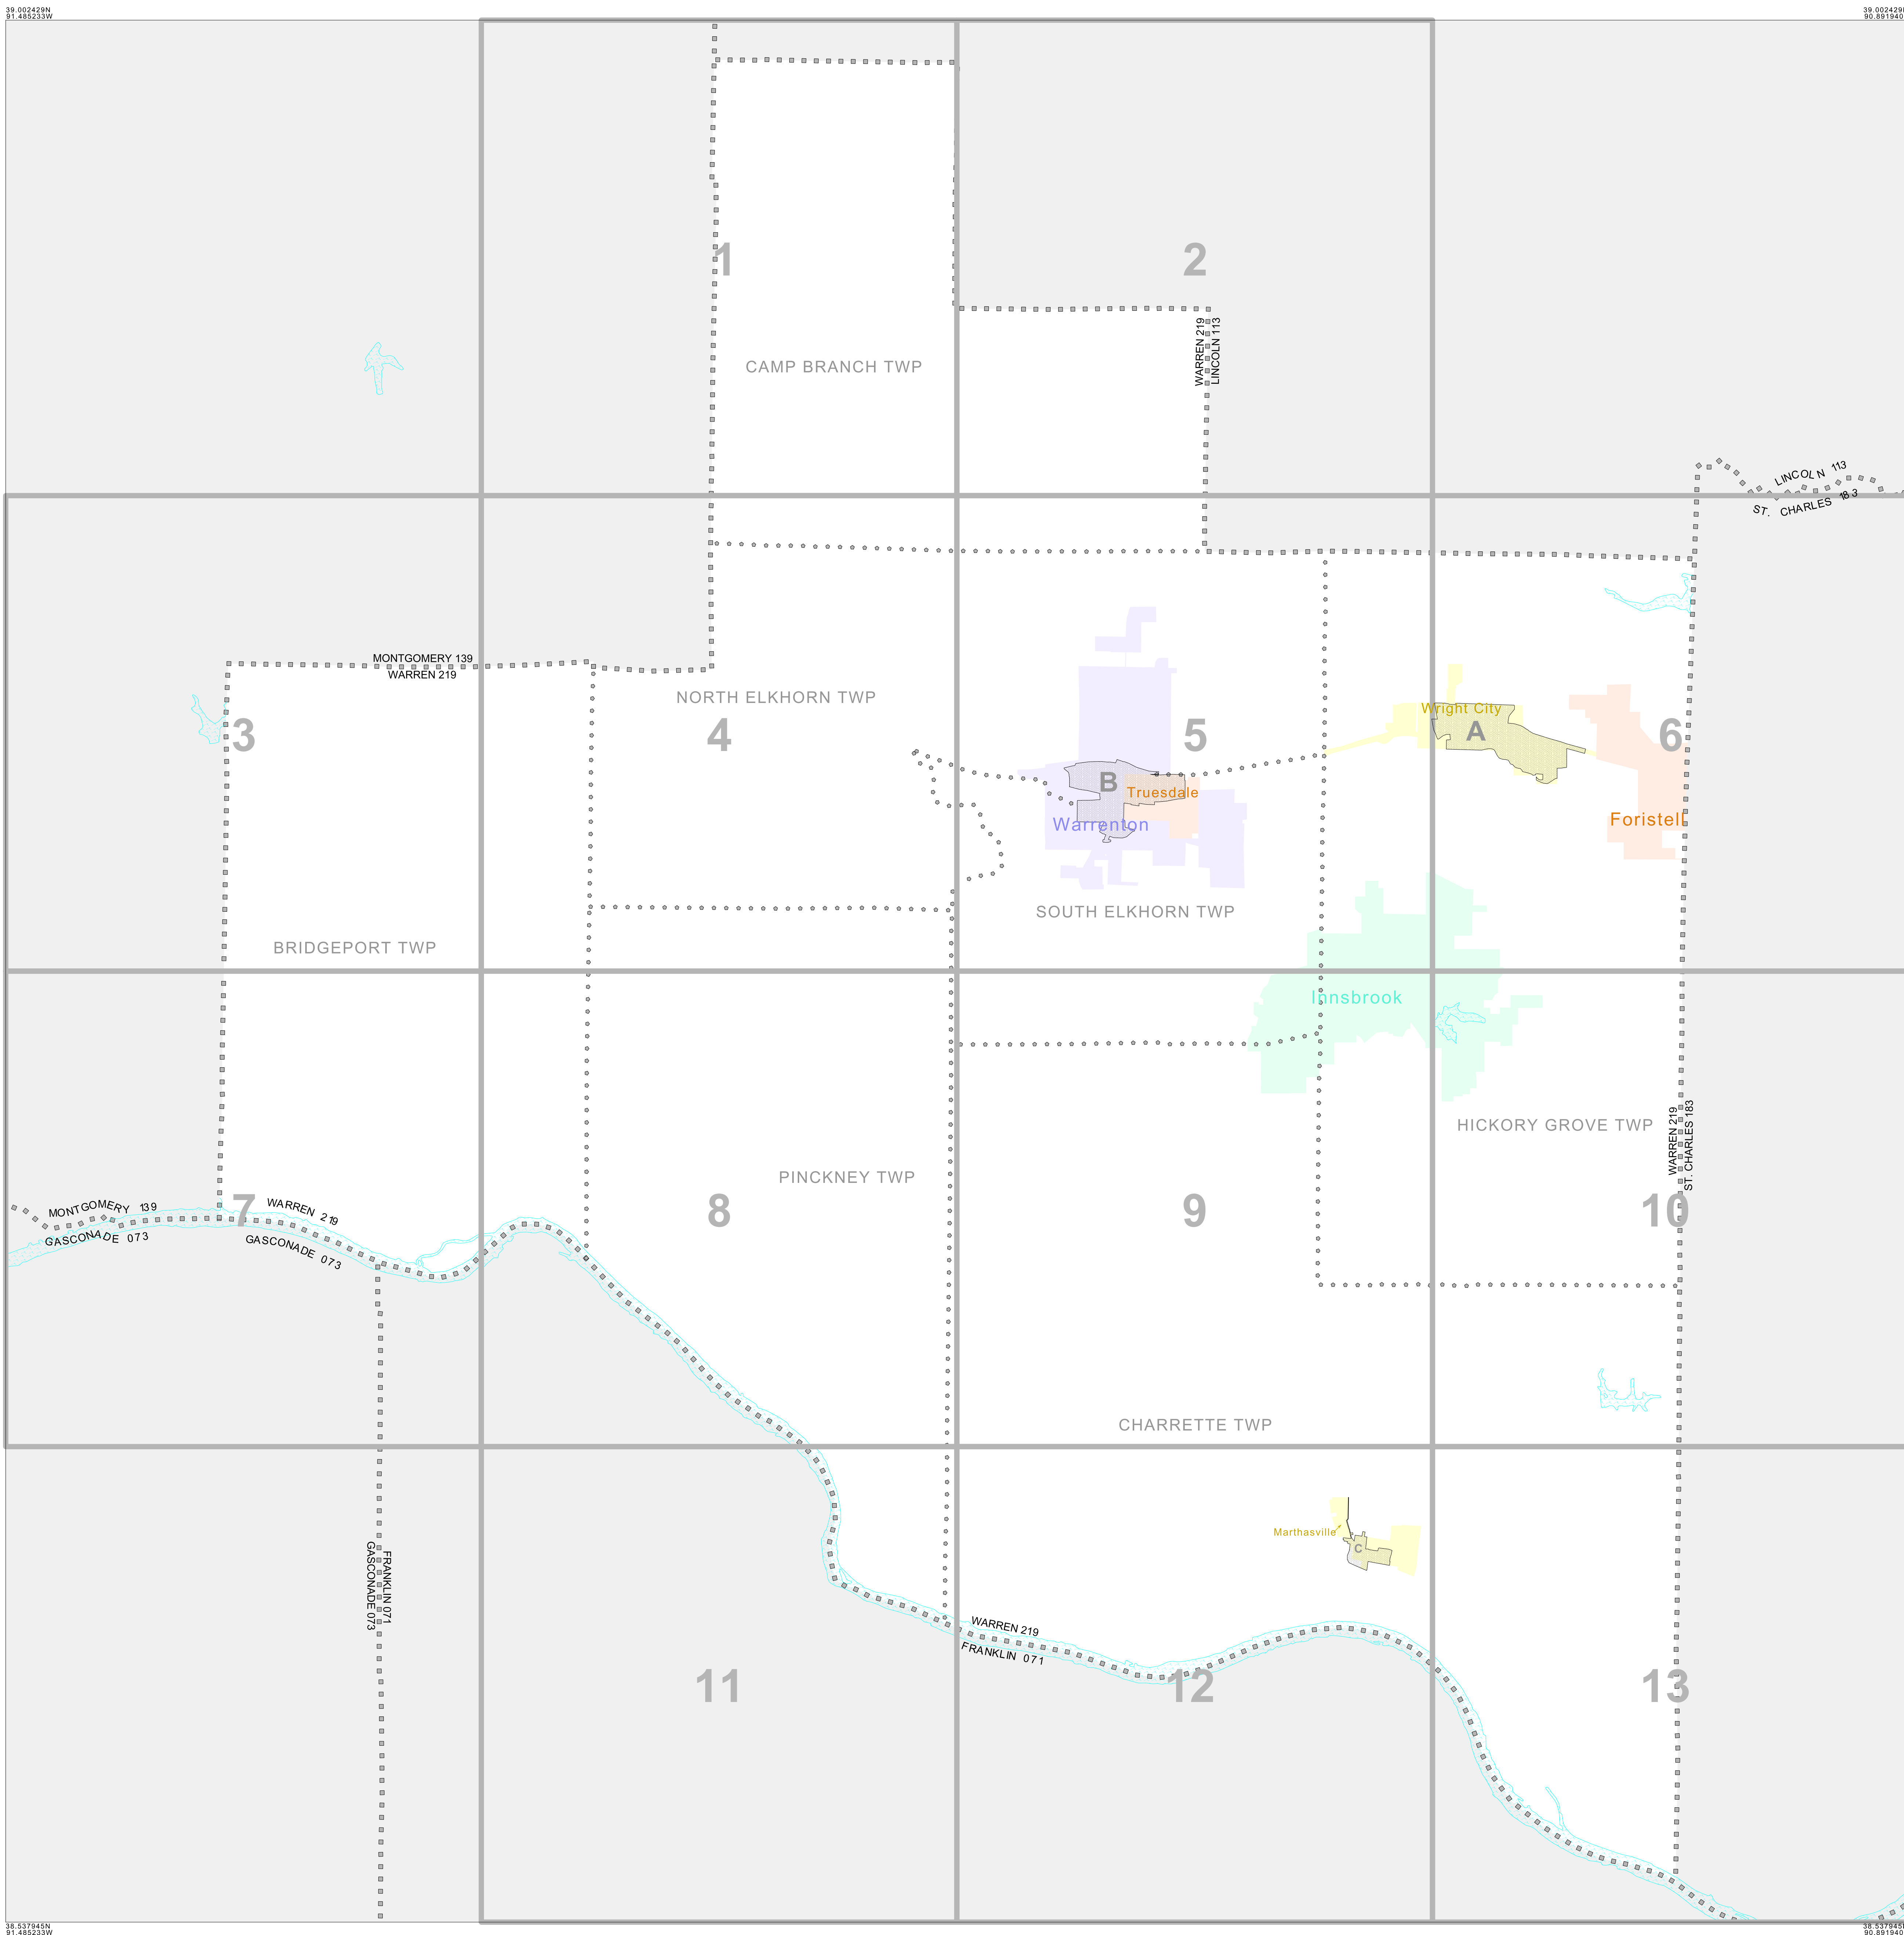 39.002429N
91.485233W
39.002429N
90.891940
1
2
CAMP BRANCH TWP
WARREN 219
LINCOLN 113
LINCOLN 113
ST. CHARLES 183
MONTGOMERY 139
WARREN 219
NORTH ELKHORN TWP
3
4
5
6
Wright City
A
B
Truesdale
Warrenton
Foristell
SOUTH ELKHORN TWP
BRIDGEPORT TWP
Innsbrook
HICKORY GROVE TWP
WARREN 219
ST. CHARLES 183
PINCKNEY TWP
MONTGOMERY 139
GASCONADE 073
WARREN 219
GASCONADE 073
7
8
9
10
CHARRETTE TWP
Marthasville
C
FRANKLIN 071
GASCONADE 073
WARREN 219
FRANKLIN 071
11
12
13
38.537945N
91.485233W
38.537945N
90.891940